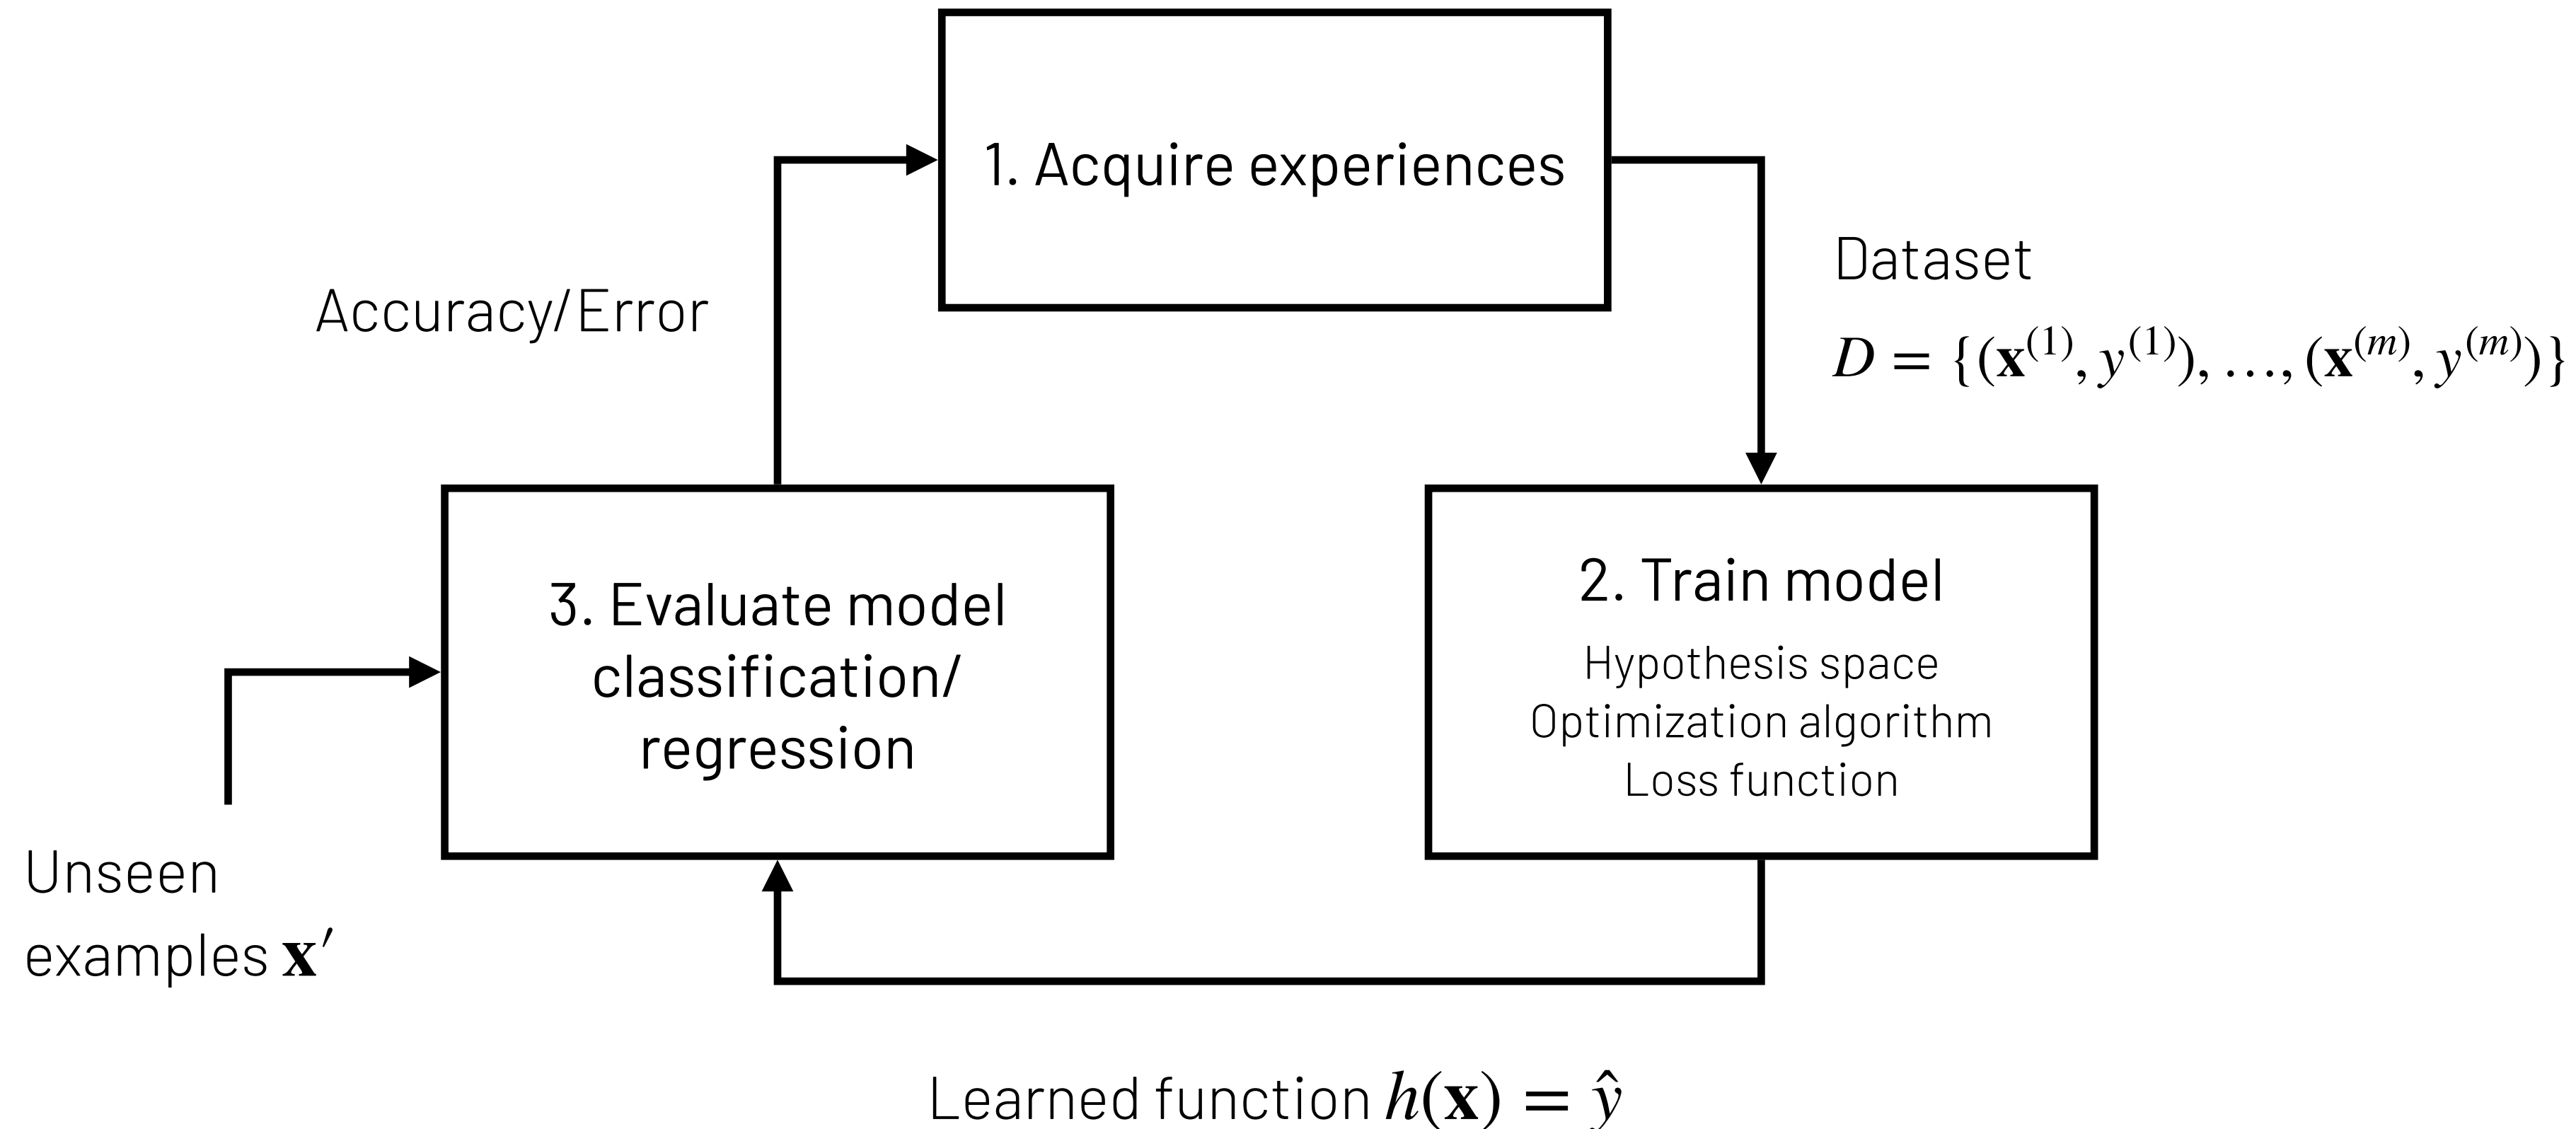 1. Acquire experiences
Accuracy/Error
Dataset
D = {(x^(1), y^(1)), …, (x^(m), y^(m))}
3. Evaluate model
classification/
regression
2. Train model
Hypothesis space
Optimization algorithm
Loss function
Unseen
examples x′
Learned function h(x) = ŷ